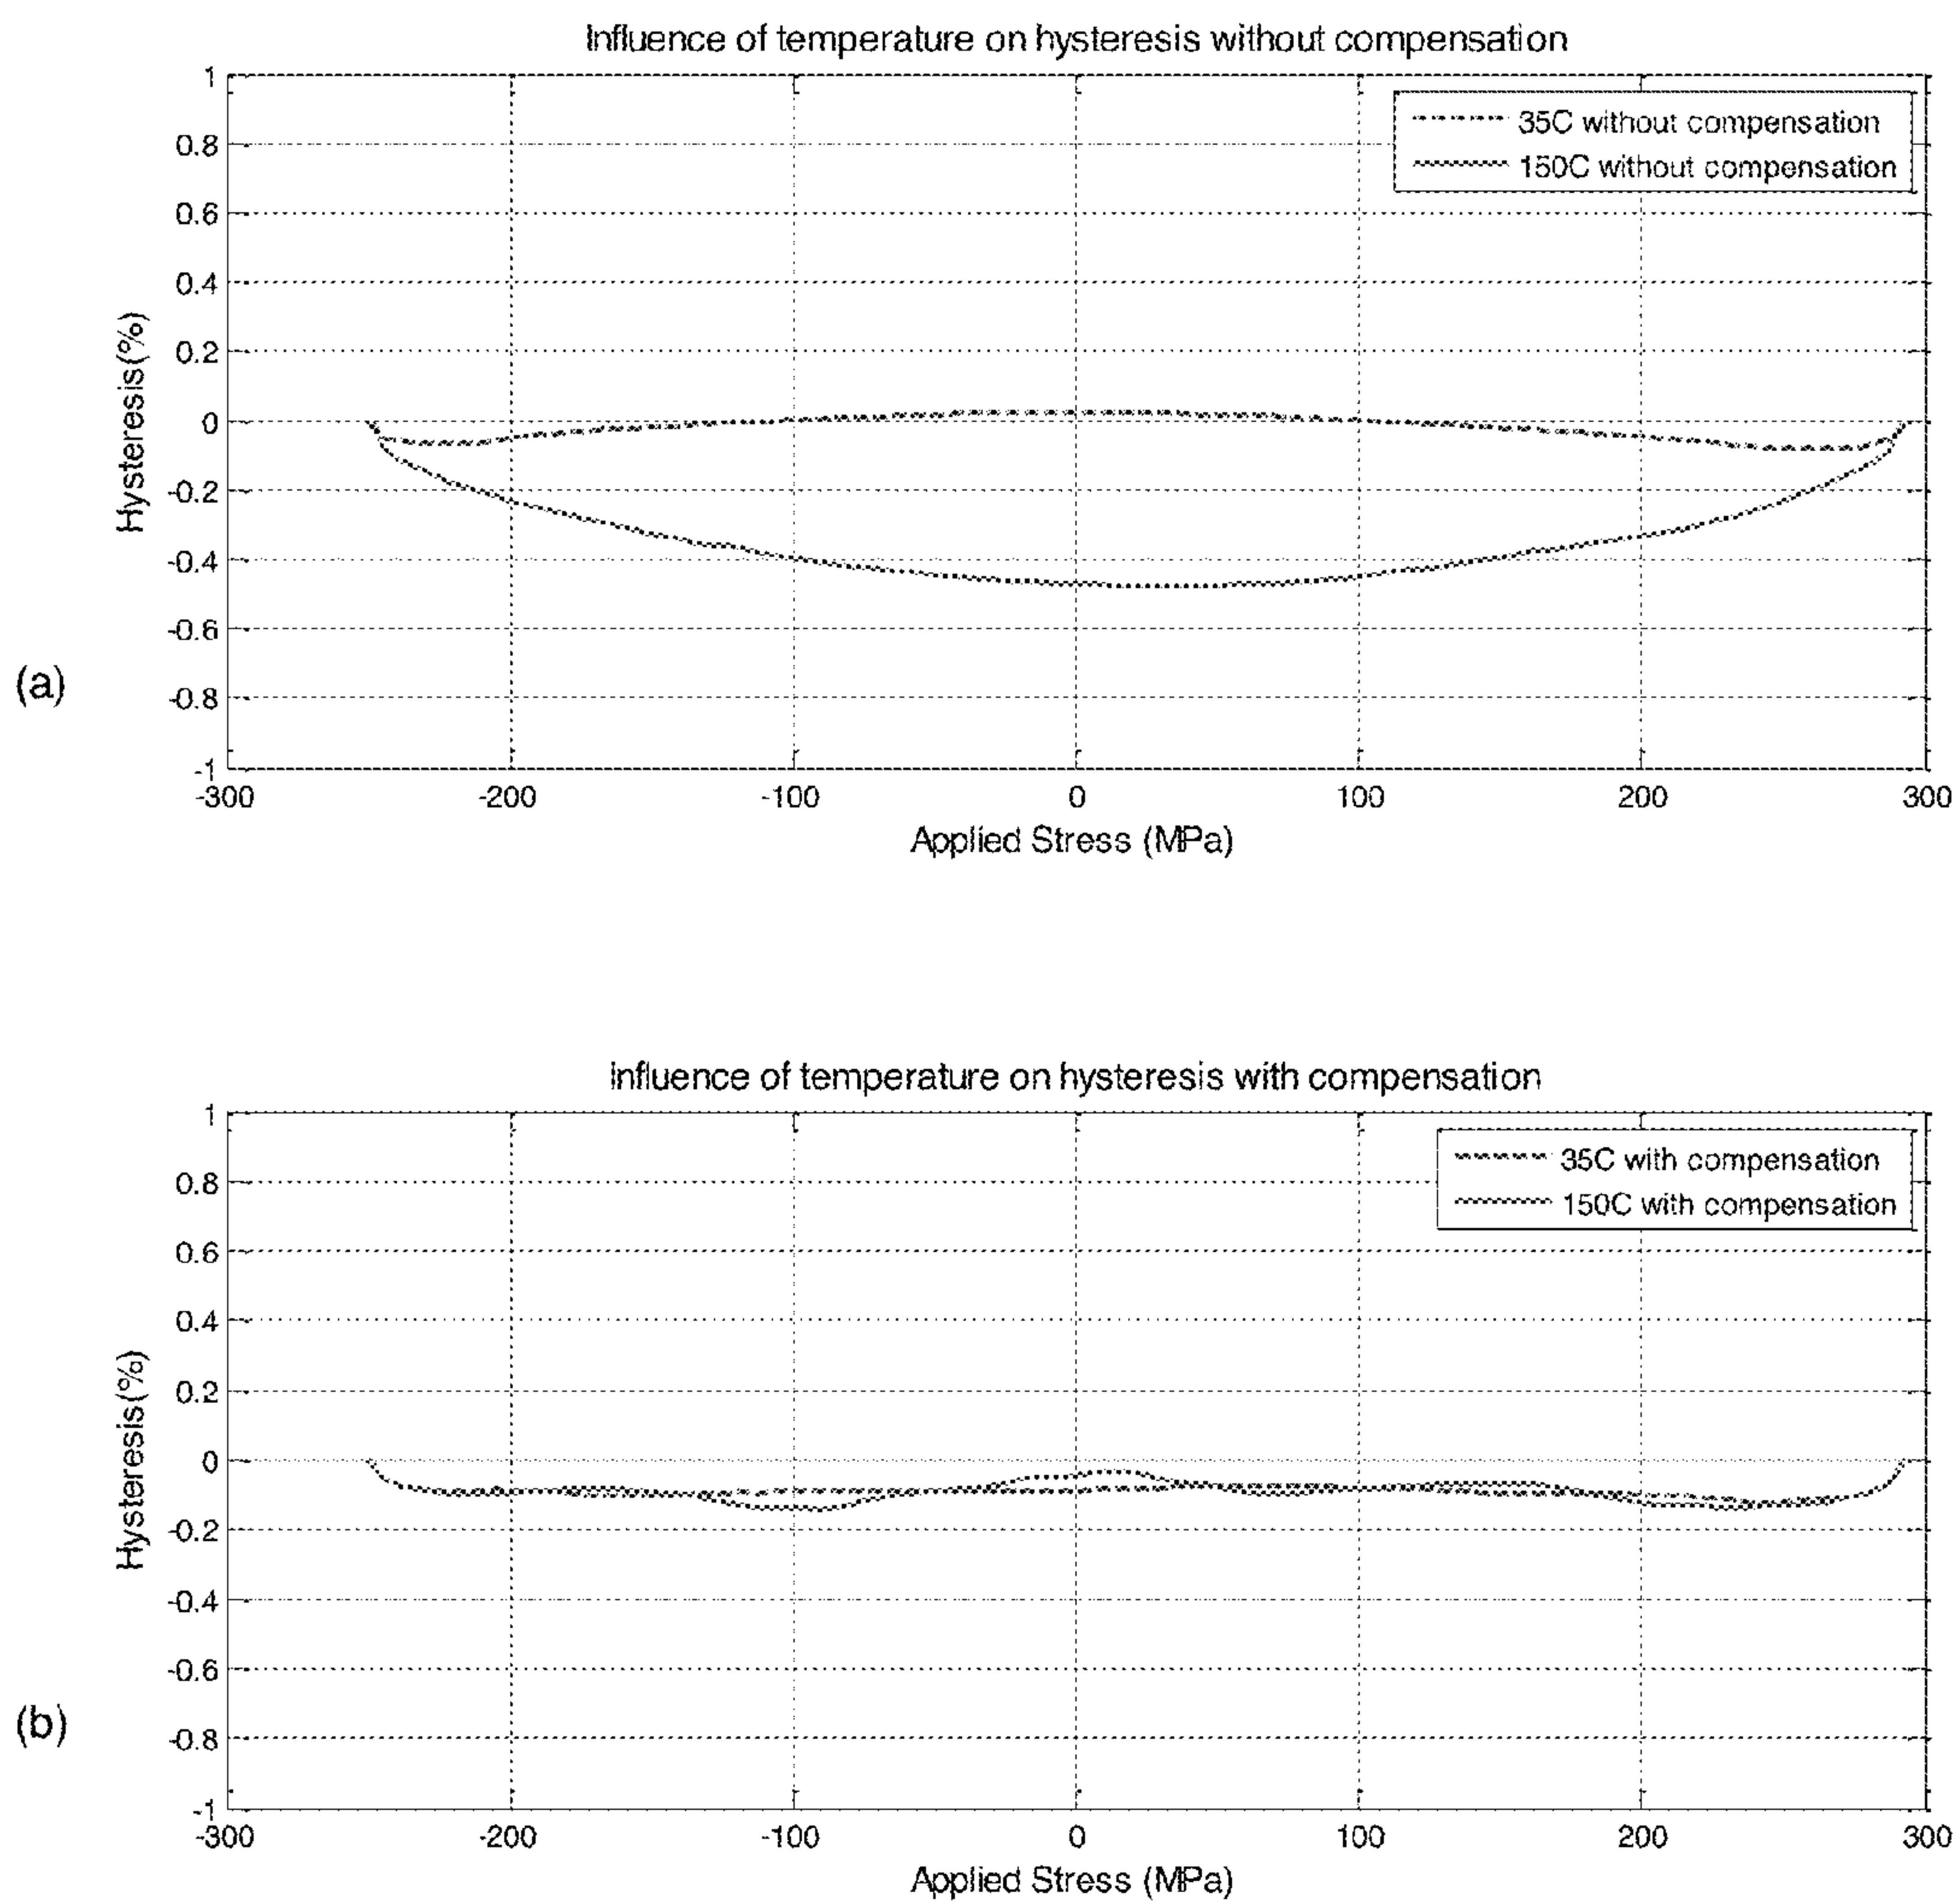 Influence of temperature on hysteresis without compensation
1
0.8
0.6
0.4
0.2
0
-0.2
-0.4
-0.6
-0.8
-1
Hysteresis(%)
35C without compensation
150C without compensation
(a)
-300 -200 -100 0 100 200 300
Applied Stress (MPa)
Influence of temperature on hysteresis with compensation
1
0.8
0.6
0.4
0.2
0
-0.2
-0.4
-0.6
-0.8
-1
Hysteresis(%)
35C with compensation
150C with compensation
(b)
-300 -200 -100 0 100 200 300
Applied Stress (MPa)